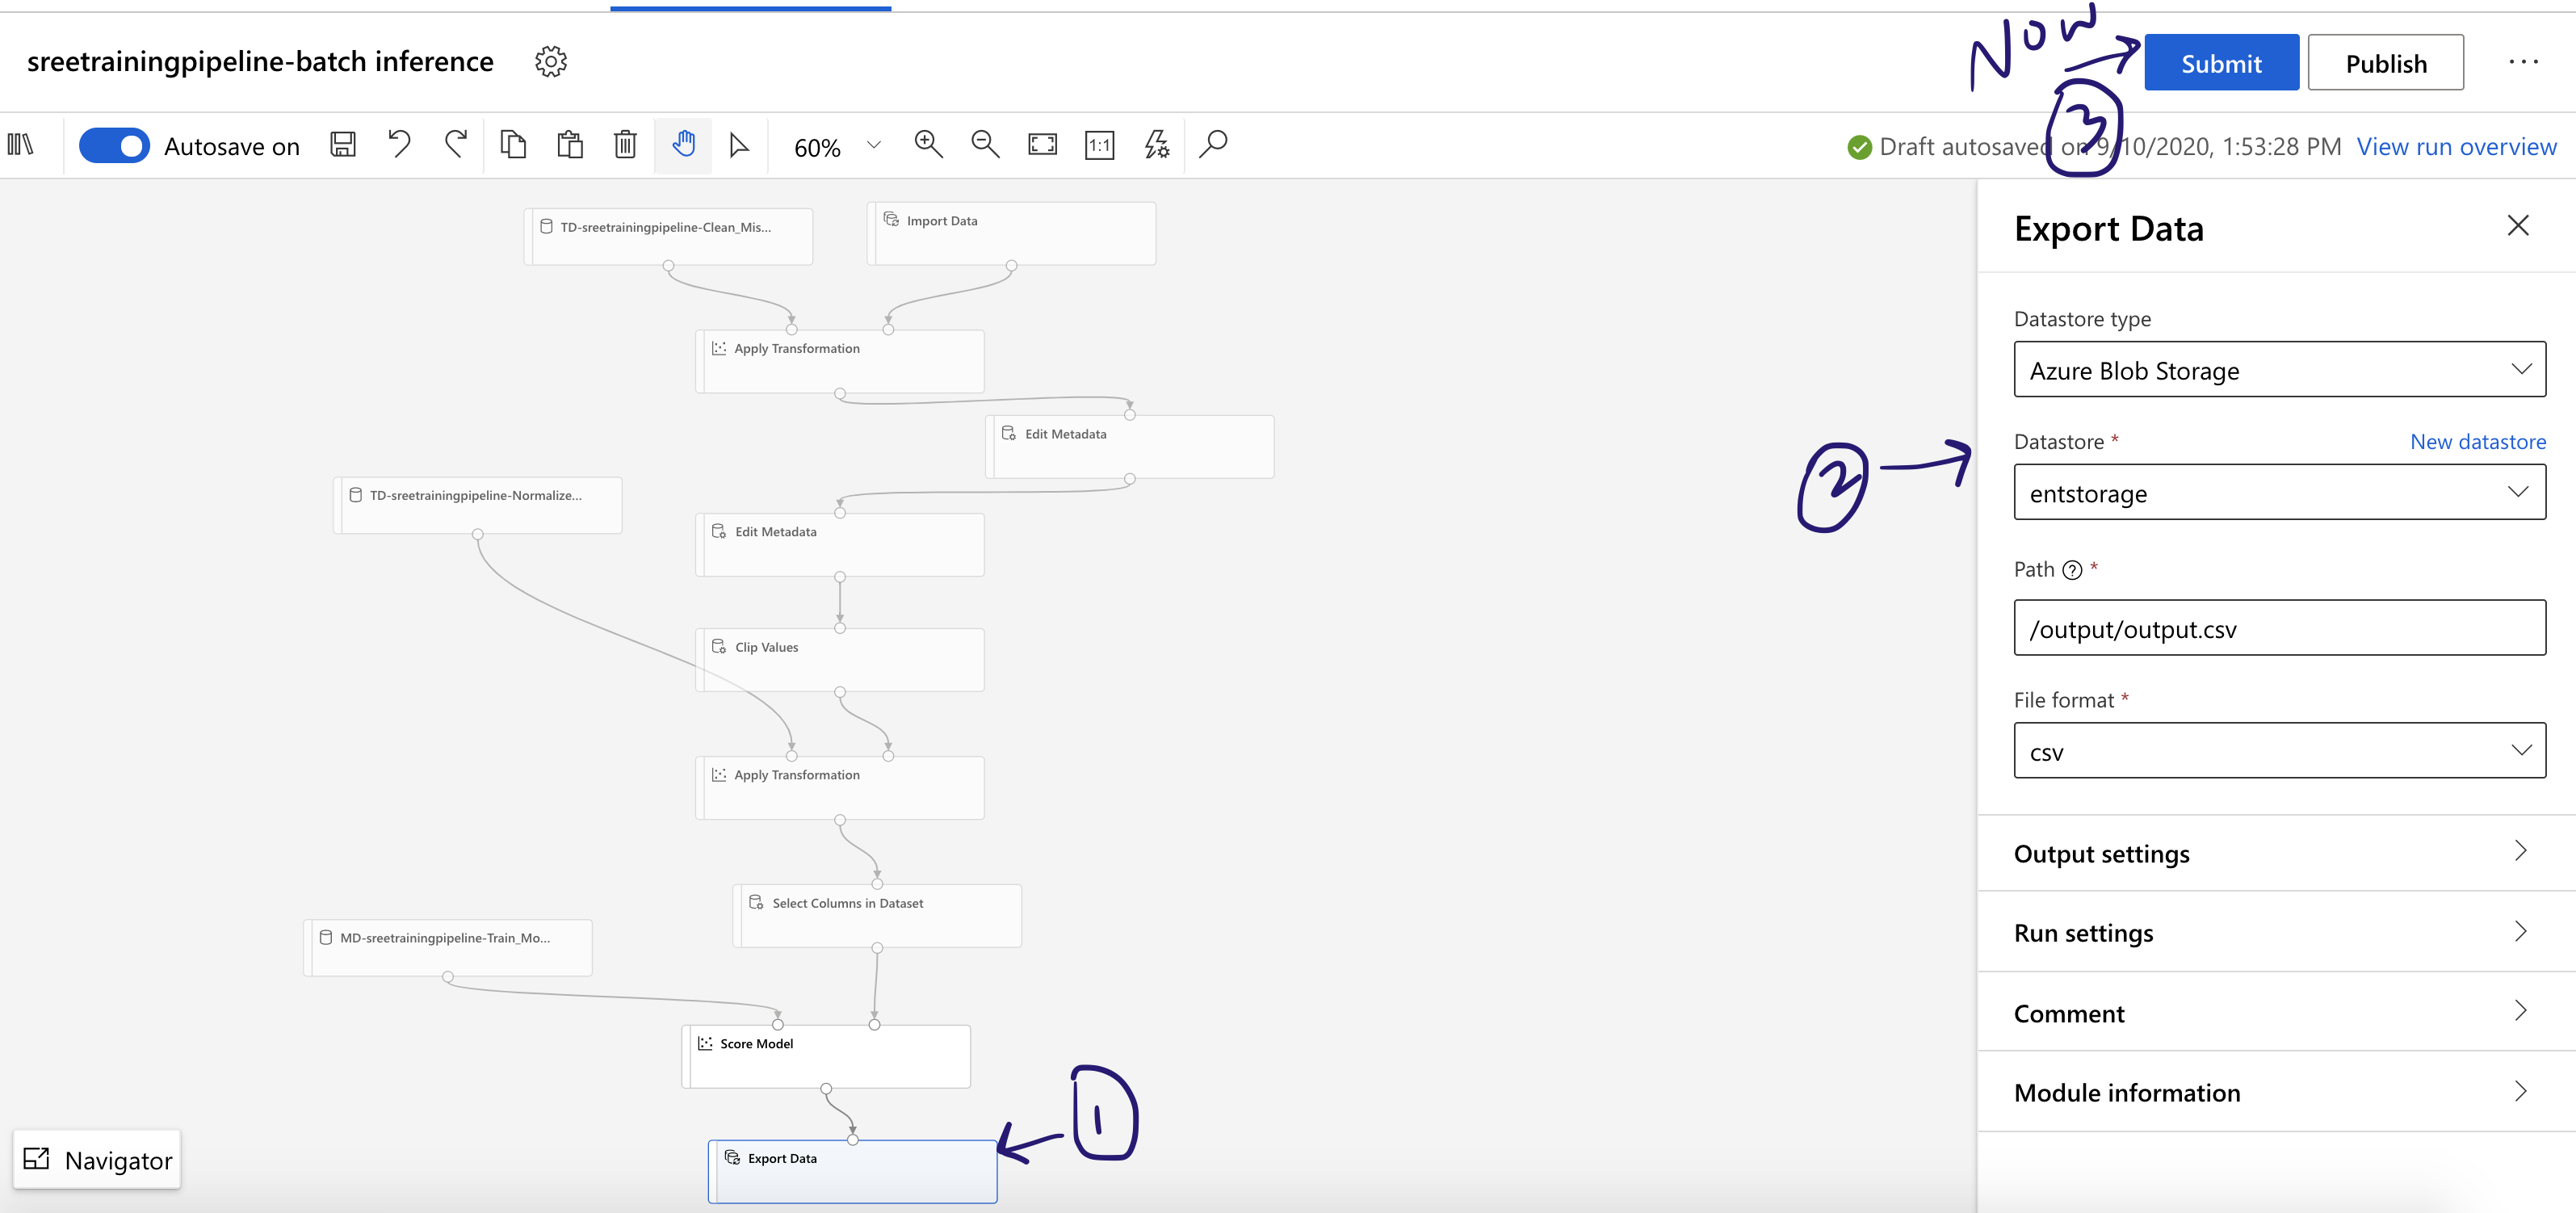 sreetrainingpipeline-batch inference
Now
Submit
Publish
Autosave on
60%
1:1
3
Draft autosaved on 9/10/2020, 1:53:28 PM
View run overview
TD-sreetrainingpipeline-Clean_Mis...
Import Data
Apply Transformation
Edit Metadata
TD-sreetrainingpipeline-Normalize...
Edit Metadata
Clip Values
Apply Transformation
Select Columns in Dataset
MD-sreetrainingpipeline-Train_Mo...
Score Model
1
Export Data
Navigator
2
Export Data
Datastore type
Azure Blob Storage
Datastore *
New datastore
entstorage
Path ? *
/output/output.csv
File format *
csv
Output settings
Run settings
Comment
Module information